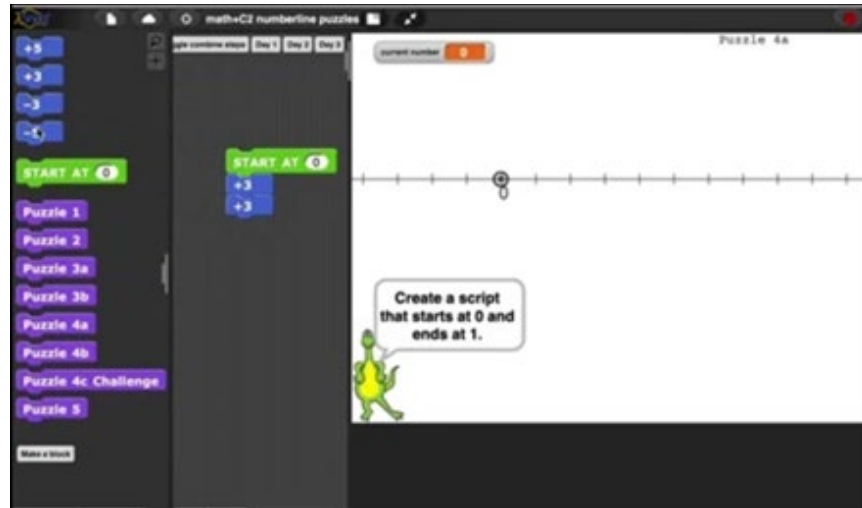 math+C2 numberline puzzles
+5
+3
-3
START AT 0
Puzzle 1
Puzzle 2
Puzzle 3a
Puzzle 3b
Puzzle 4a
Puzzle 4b
Puzzle 4c Challenge
Puzzle 5
Make a block
combine steps Day 1 Day 2 Day 3
START AT 0
+3
+3
current number 0
Puzzle 4a
0
Create a script
that starts at 0 and
ends at 1.